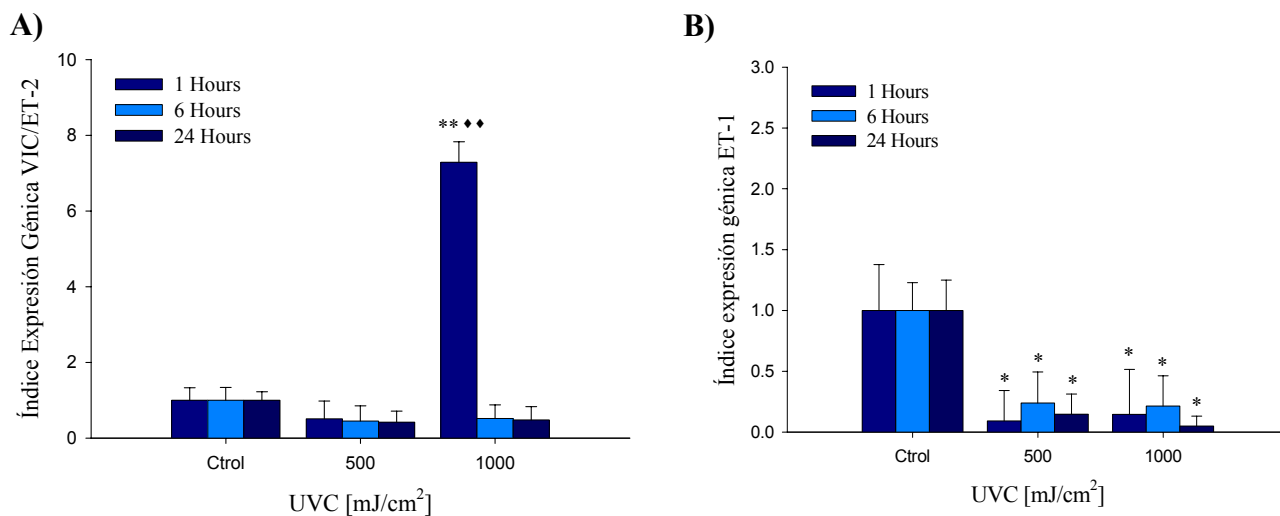 A)
Índice Expresión Génica VIC/ET-2
10
8
6
4
2
0
1 Hours
6 Hours
24 Hours
**♦♦
Ctrol
500
1000
UVC [mJ/cm²]
B)
Índice expresión génica ET-1
3.0
2.5
2.0
1.5
1.0
0.5
0.0
1 Hours
6 Hours
24 Hours
* * * * * *
Ctrol
500
1000
UVC [mJ/cm²]